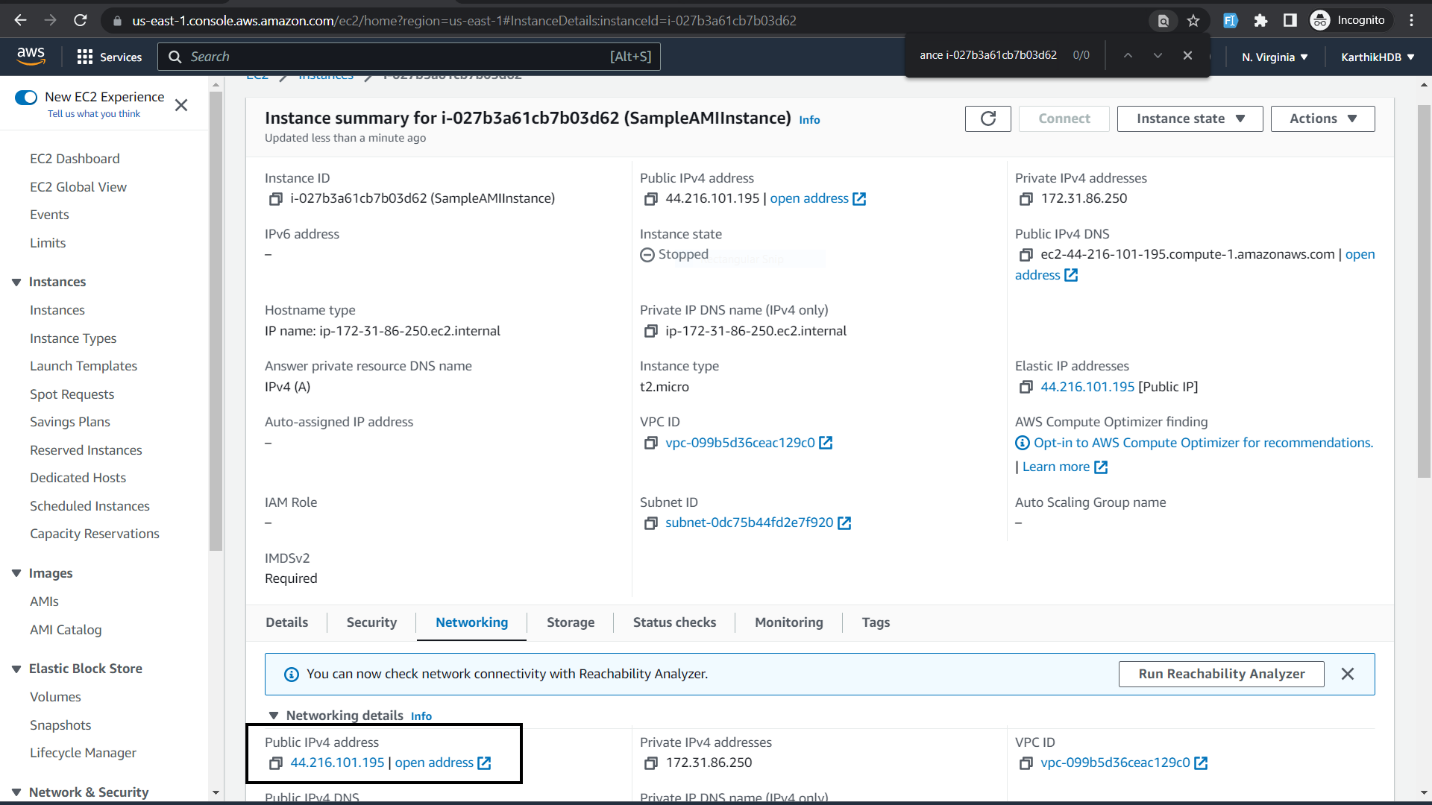 us-east-1.console.aws.amazon.com/ec2/home?region=us-east-1#InstanceDetails:instanceId=i-027b3a61cb7b03d62
Incognito
aws
Services
Search
[Alt+S]
ance i-027b3a61cb7b03d62
0/0
N. Virginia
KarthikHDB
New EC2 Experience
Tell us what you think
EC2 Dashboard
EC2 Global View
Events
Limits
Instances
Instances
Instance Types
Launch Templates
Spot Requests
Savings Plans
Reserved Instances
Dedicated Hosts
Scheduled Instances
Capacity Reservations
Images
AMIs
AMI Catalog
Elastic Block Store
Volumes
Snapshots
Lifecycle Manager
Network & Security
EC2
Instances
i-027b3a61cb7b03d62
Instance summary for i-027b3a61cb7b03d62 (SampleAMIInstance) Info
Updated less than a minute ago
Connect
Instance state
Actions
Instance ID
i-027b3a61cb7b03d62 (SampleAMIInstance)
Public IPv4 address
44.216.101.195 | open address
Private IPv4 addresses
172.31.86.250
IPv6 address
–
Instance state
Stopped
Public IPv4 DNS
ec2-44-216-101-195.compute-1.amazonaws.com | open
address
Hostname type
IP name: ip-172-31-86-250.ec2.internal
Private IP DNS name (IPv4 only)
ip-172-31-86-250.ec2.internal
Answer private resource DNS name
IPv4 (A)
Instance type
t2.micro
Elastic IP addresses
44.216.101.195 [Public IP]
Auto-assigned IP address
–
VPC ID
vpc-099b5d36ceac129c0
AWS Compute Optimizer finding
Opt-in to AWS Compute Optimizer for recommendations.
| Learn more
IAM Role
–
Subnet ID
subnet-0dc75b44fd2e7f920
Auto Scaling Group name
–
IMDSv2
Required
Details
Security
Networking
Storage
Status checks
Monitoring
Tags
You can now check network connectivity with Reachability Analyzer.
Run Reachability Analyzer
Networking details Info
Public IPv4 address
44.216.101.195 | open address
Private IPv4 addresses
172.31.86.250
VPC ID
vpc-099b5d36ceac129c0
Public IPv4 DNS
Private IP DNS name (IPv4 only)